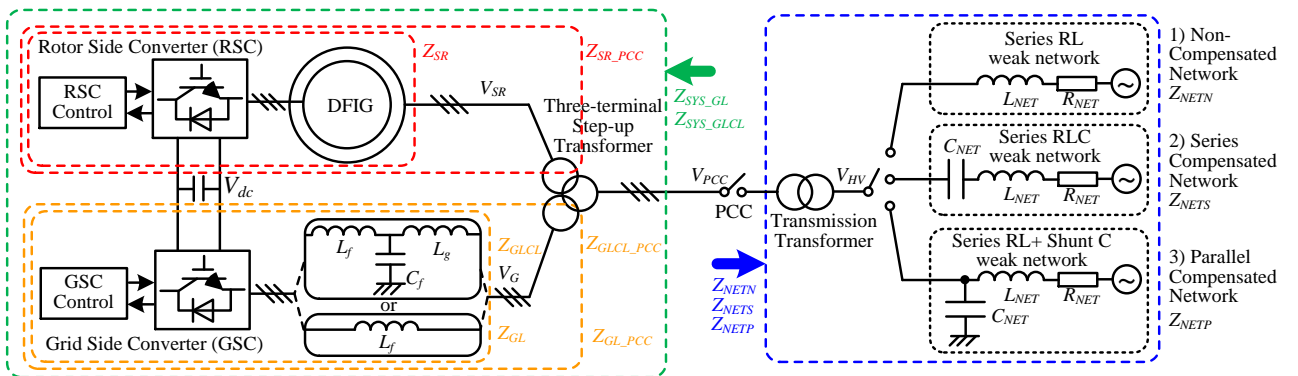 Rotor Side Converter (RSC)
RSC
Control
DFIG
Z_SR
Z_SR_PCC
V_SR
Three-terminal
Step-up
Transformer
Z_SYS_GL
Z_SYS_GLCL
V_dc
GSC
Control
Grid Side Converter (GSC)
L_f
L_g
C_f
or
L_f
Z_GLCL
V_G
Z_GL
Z_GLCL_PCC
Z_GL_PCC
V_PCC
PCC
Z_NETN
Z_NETS
Z_NETP
V_HV
Transmission
Transformer
Series RL
weak network
L_NET
R_NET
Series RLC
weak network
C_NET
L_NET
R_NET
Series RL+ Shunt C
weak network
L_NET
R_NET
C_NET
1) Non-
Compensated
Network
Z_NETN
2) Series
Compensated
Network
Z_NETS
3) Parallel
Compensated
Network
Z_NETP